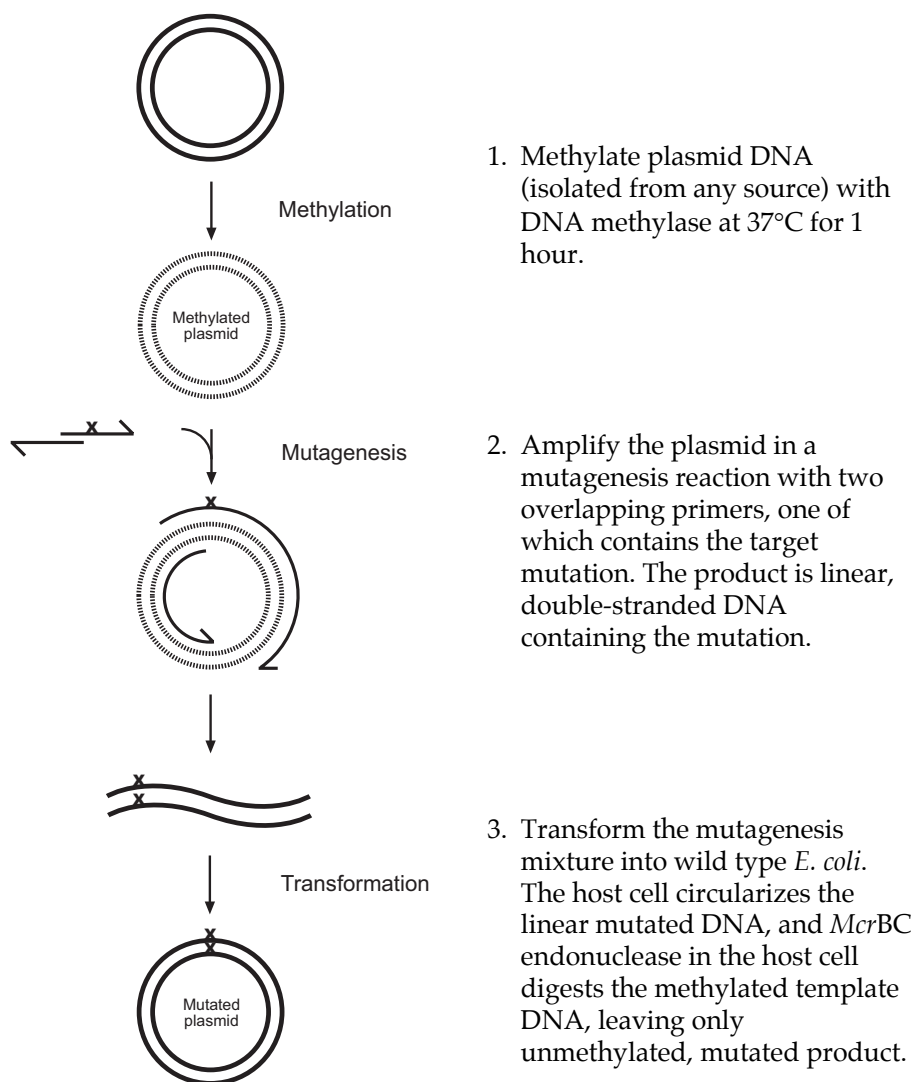 1. Methylate plasmid DNA
(isolated from any source) with
DNA methylase at 37°C for 1
hour.
Methylation
Methylated
plasmid
x
Mutagenesis
2. Amplify the plasmid in a
mutagenesis reaction with two
overlapping primers, one of
which contains the target
mutation. The product is linear,
double-stranded DNA
containing the mutation.
x
x
x
3. Transform the mutagenesis
mixture into wild type E. coli.
The host cell circularizes the
linear mutated DNA, and McrBC
endonuclease in the host cell
digests the methylated template
DNA, leaving only
unmethylated, mutated product.
Transformation
x
x
Mutated
plasmid